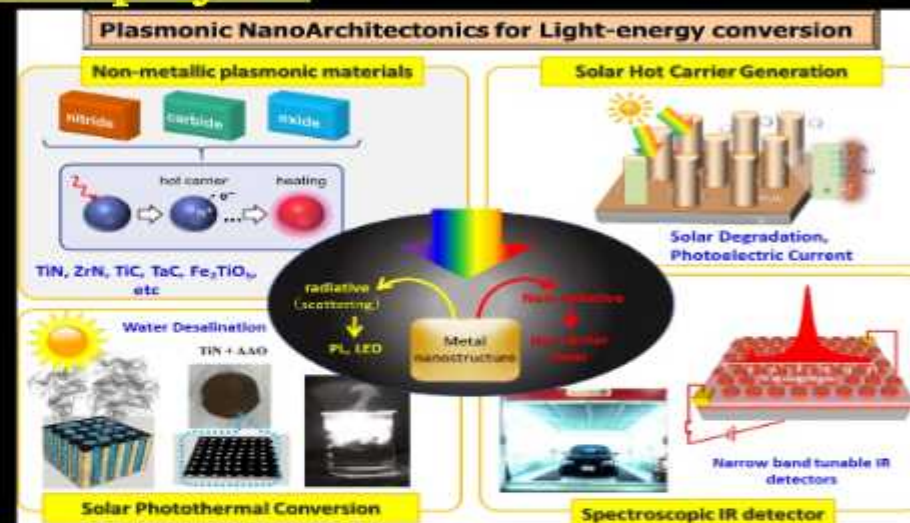 Plasmonic NanoArchitectonics for Light-energy conversion
Non-metallic plasmonic materials
nitride
carbide
oxide
hot carrier
heating
e⁻
...
TiN, ZrN, TiC, TaC, Fe₂TiO₅,
etc
Solar Hot Carrier Generation
Solar Degradation,
Photoelectric Current
radiative
(scattering)
PL, LED
Metal
nanostructure
Non-radiative
Water Desalination
TiN + AAO
Solar Photothermal Conversion
Narrow band tunable IR
detectors
Spectroscopic IR detector